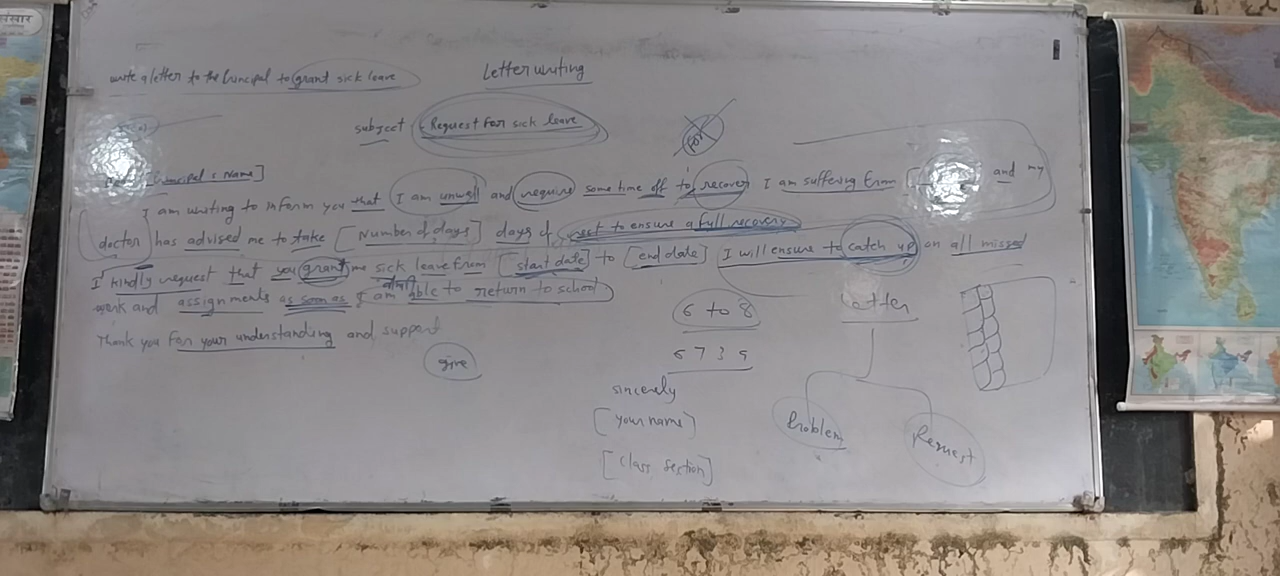 Letter writing
write a letter to the Principal to grant sick leave
subject : Request for sick leave
for
[Principal's Name]
I am writing to inform you that I am unwell and require some time off to recover I am suffering from [ ] and my
doctor has advised me to take [Number of days] days of rest to ensure a full recovery
I kindly request that you grant me sick leave from [start date] to [end date] I will ensure to catch up on all missed
work and assignments as soon as I am able to return to school
Thank you for your understanding and support
give
6 to 8
6 7 3 5
sincerely
[your name]
[class section]
Letter
Problem
Request